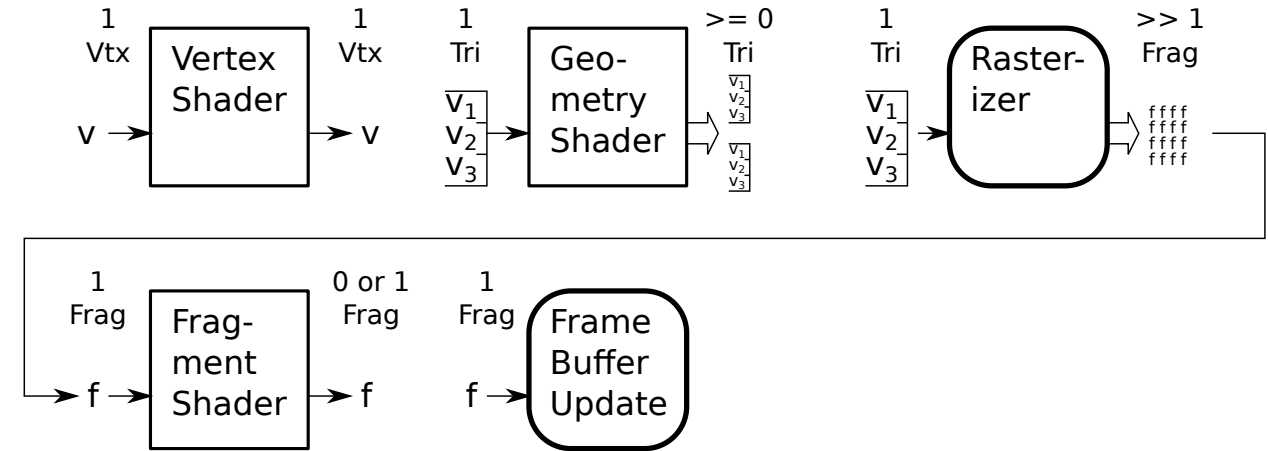 1 1 1 >= 0 1 >> 1
Vtx Vtx Tri Tri Tri Frag
Vertex Shader
Geo-
metry
Shader
Raster-
izer
v v
v1
v2
v3
v1
v2
v3
v1
v2
v3
v1
v2
v3
f f f f
f f f f
f f f f
f f f f
1 0 or 1 1
Frag Frag Frag
Frag-
ment
Shader
Frame
Buffer
Update
f f f